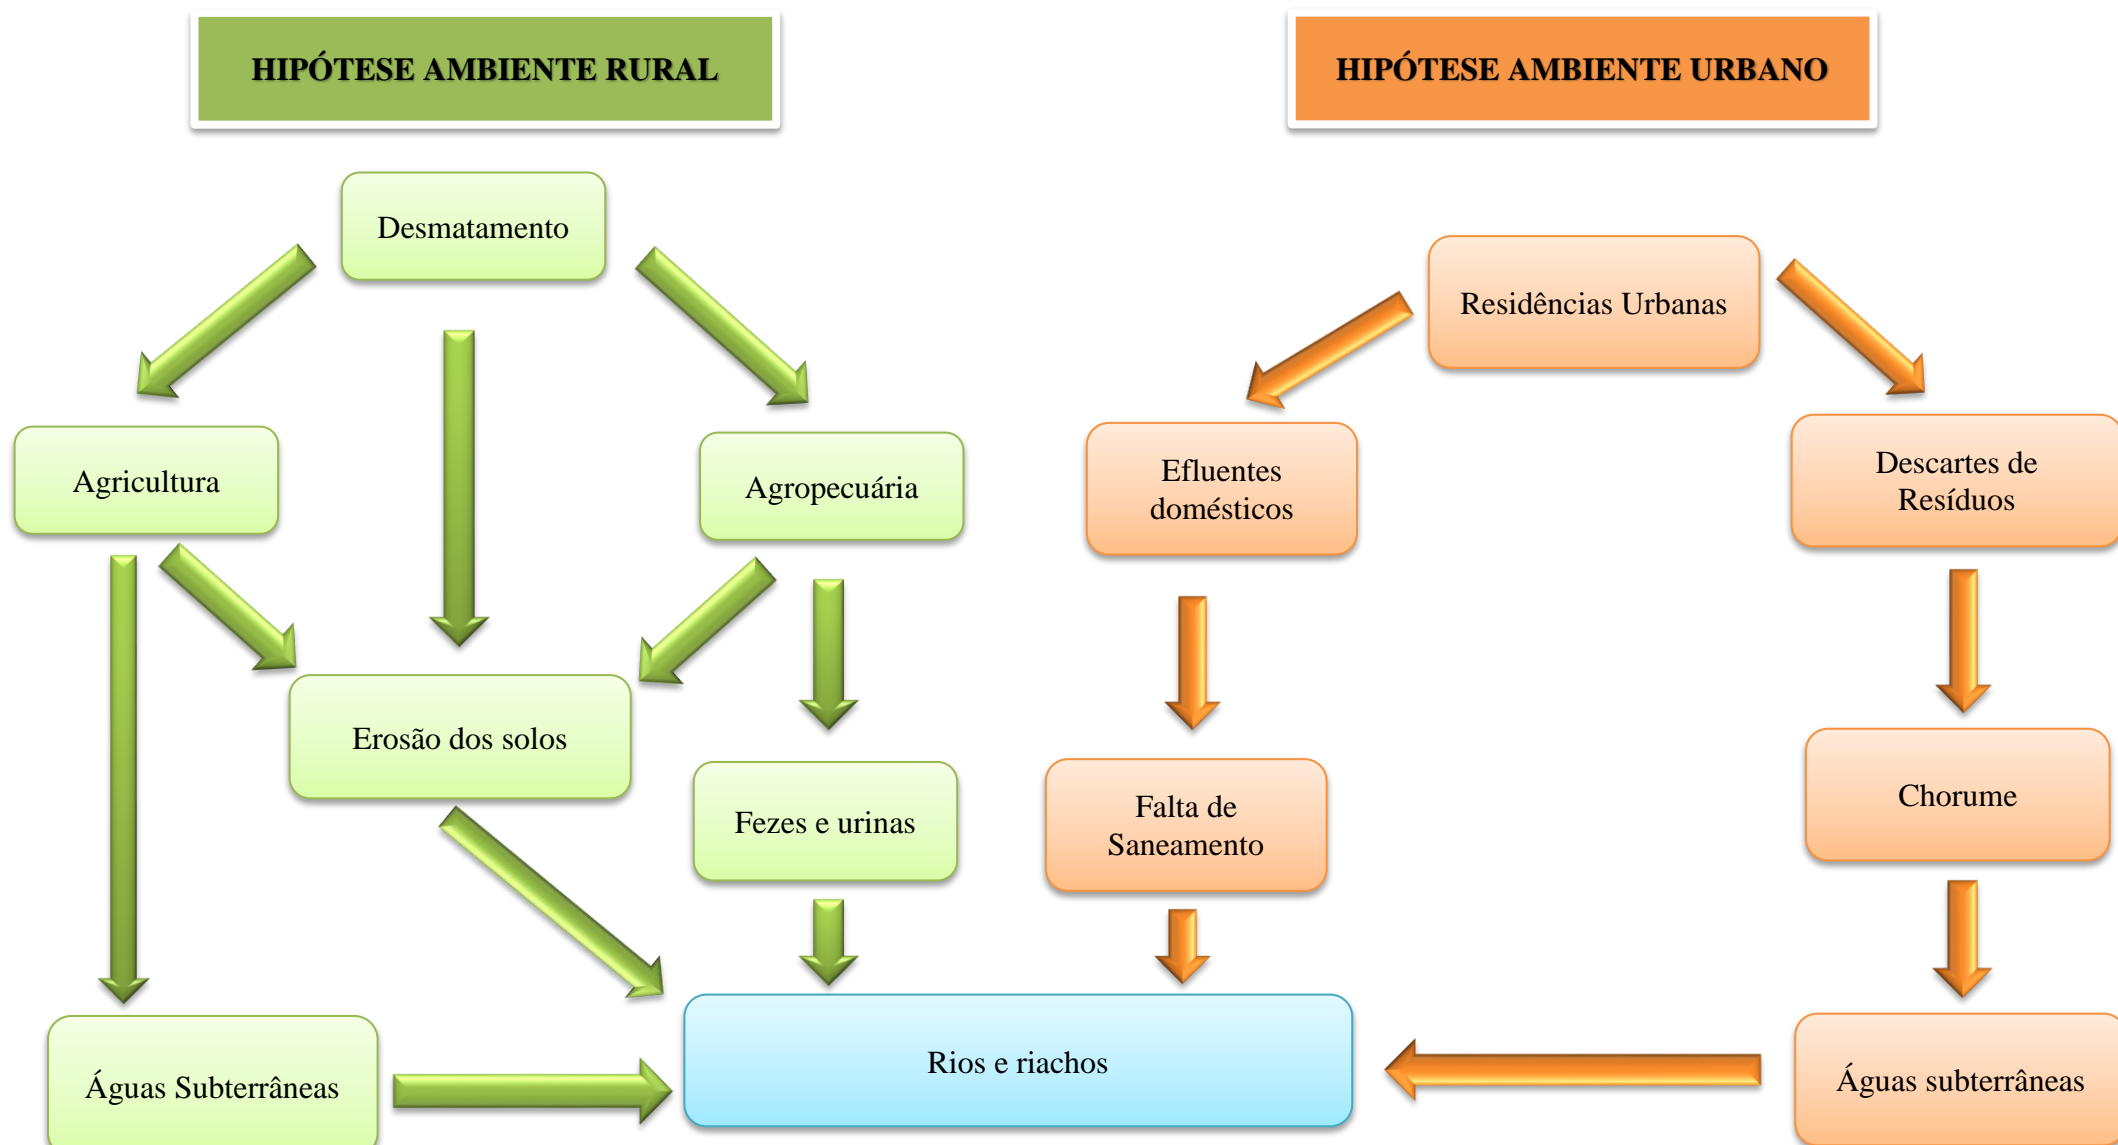 HIPÓTESE AMBIENTE RURAL
HIPÓTESE AMBIENTE URBANO
Desmatamento
Residências Urbanas
Agricultura
Agropecuária
Efluentes
domésticos
Descartes de
Resíduos
Erosão dos solos
Fezes e urinas
Falta de
Saneamento
Chorume
Águas Subterrâneas
Rios e riachos
Águas subterrâneas